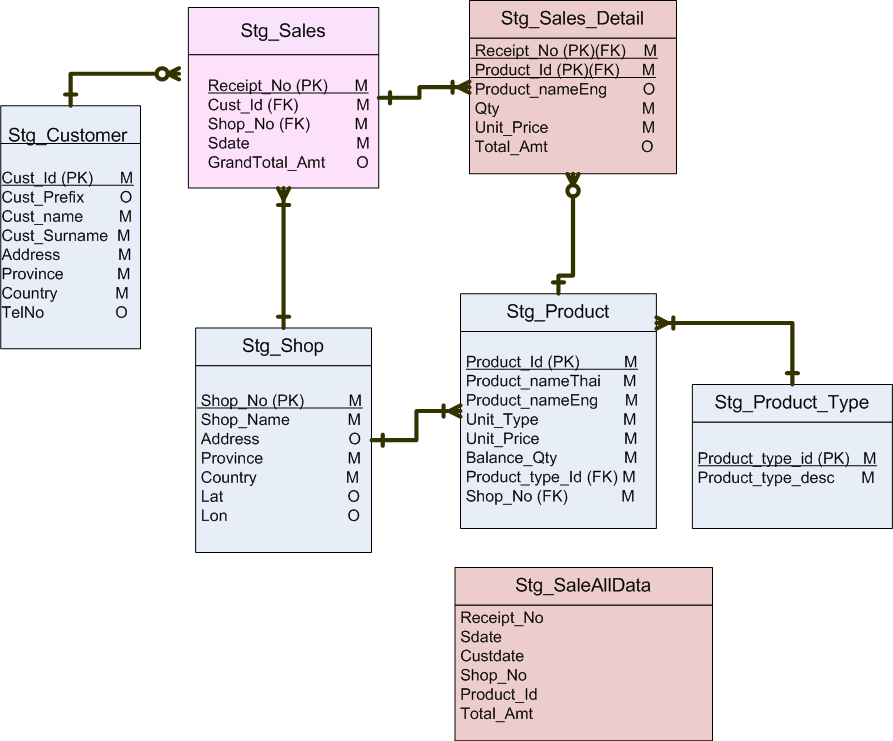 Stg_Sales
Receipt_No (PK) M
Cust_Id (FK) M
Shop_No (FK) M
Sdate M
GrandTotal_Amt O
Stg_Sales_Detail
Receipt_No (PK)(FK) M
Product_Id (PK)(FK) M
Product_nameEng O
Qty M
Unit_Price M
Total_Amt O
Stg_Customer
Cust_Id (PK) M
Cust_Prefix O
Cust_name M
Cust_Surname M
Address M
Province M
Country M
TelNo O
Stg_Shop
Shop_No (PK) M
Shop_Name M
Address O
Province M
Country M
Lat O
Lon O
Stg_Product
Product_Id (PK) M
Product_nameThai M
Product_nameEng M
Unit_Type M
Unit_Price M
Balance_Qty M
Product_type_Id (FK) M
Shop_No (FK) M
Stg_Product_Type
Product_type_id (PK) M
Product_type_desc M
Stg_SaleAllData
Receipt_No
Sdate
Custdate
Shop_No
Product_Id
Total_Amt